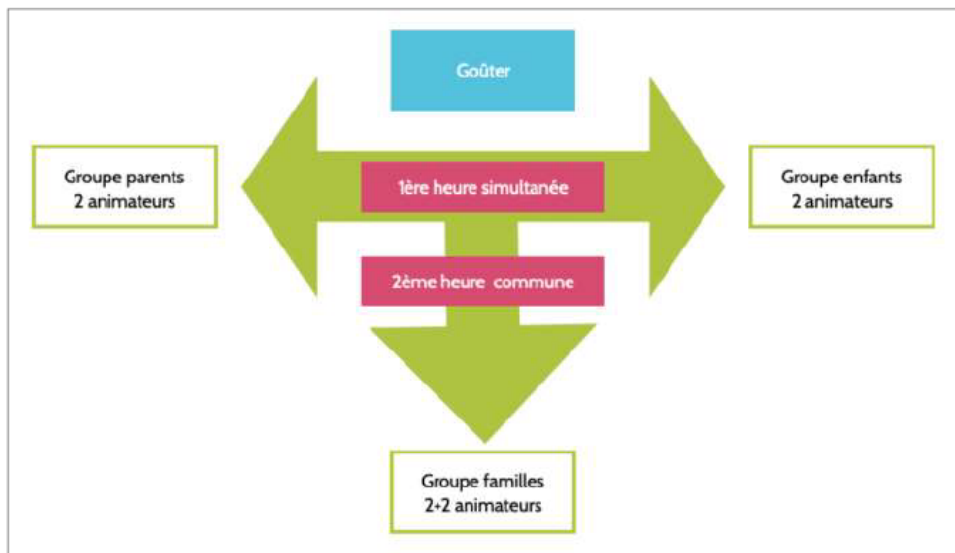 Goûter
Groupe parents
2 animateurs
1ère heure simultanée
Groupe enfants
2 animateurs
2ème heure commune
Groupe familles
2+2 animateurs